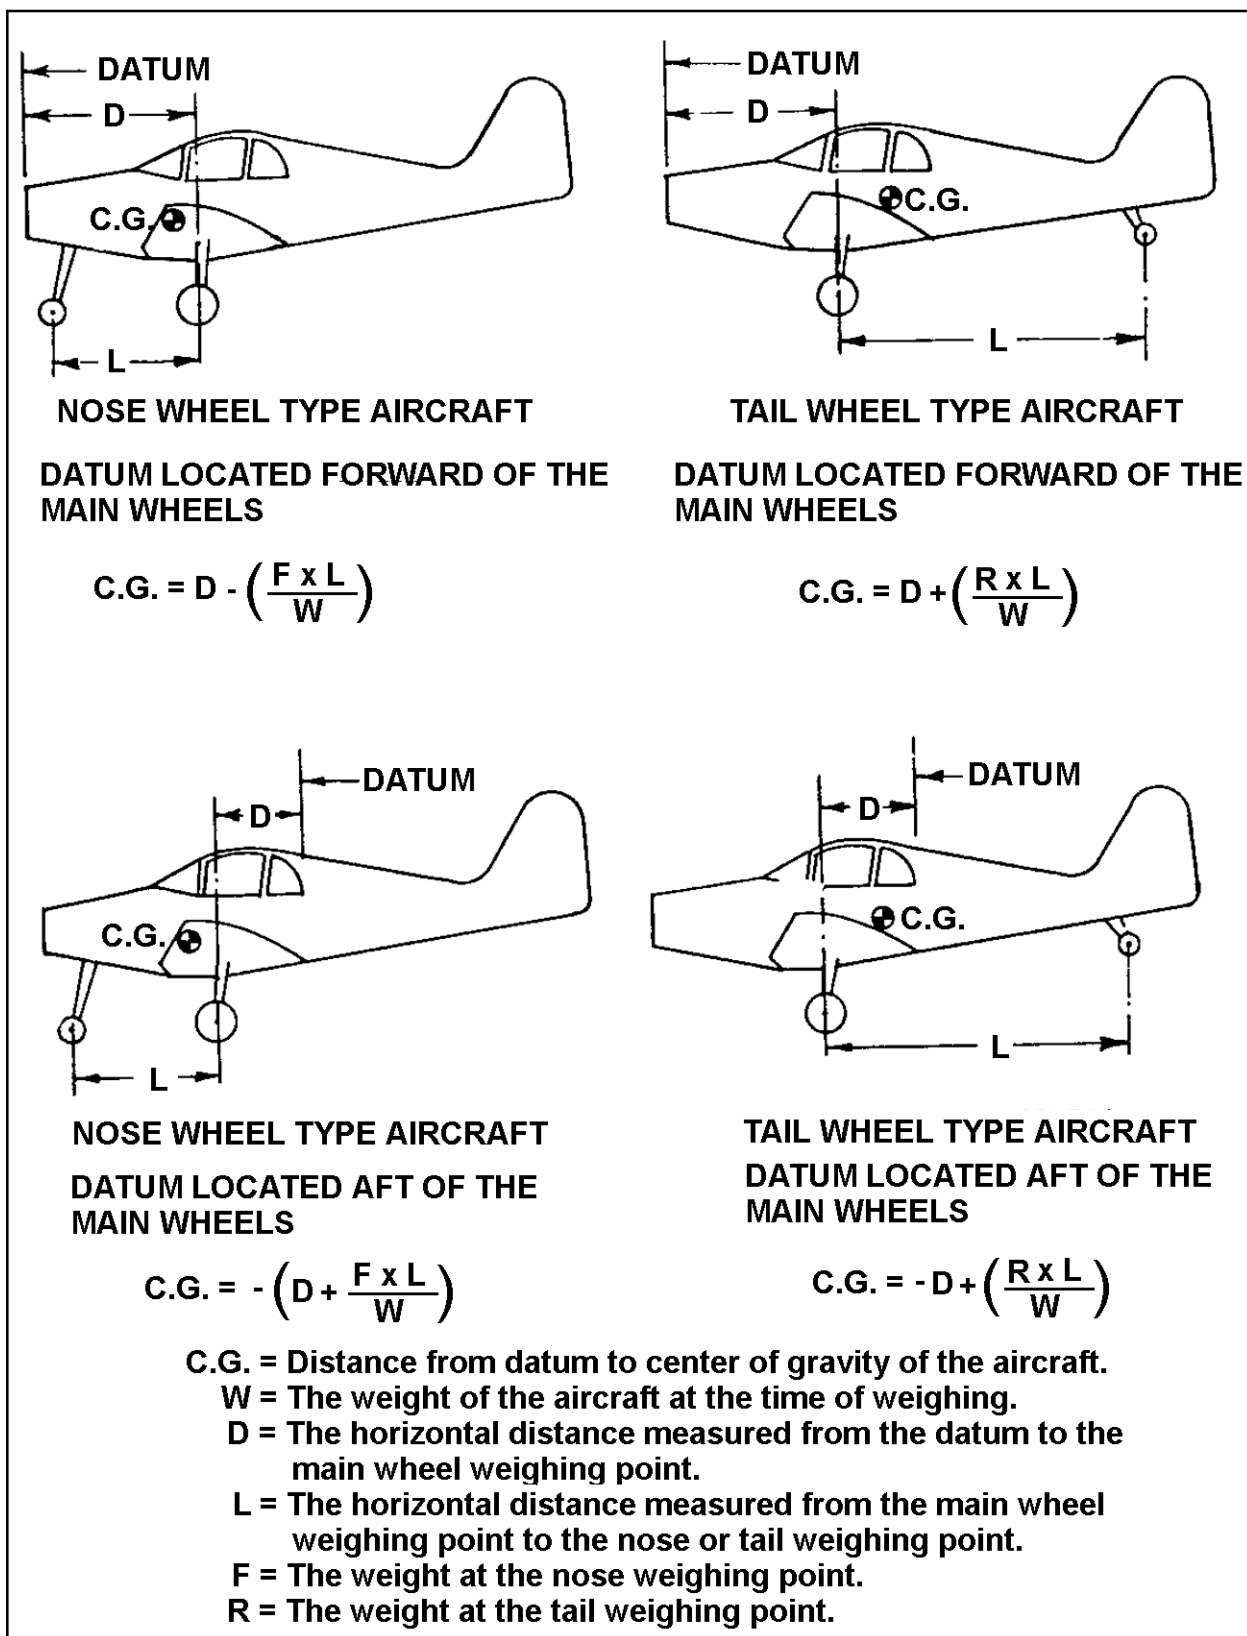 DATUM
D
C.G.
L
NOSE WHEEL TYPE AIRCRAFT
DATUM LOCATED FORWARD OF THE
MAIN WHEELS
C.G. = D - (F x L / W)
DATUM
D
C.G.
L
TAIL WHEEL TYPE AIRCRAFT
DATUM LOCATED FORWARD OF THE
MAIN WHEELS
C.G. = D + (R x L / W)
DATUM
D
C.G.
L
NOSE WHEEL TYPE AIRCRAFT
DATUM LOCATED AFT OF THE
MAIN WHEELS
C.G. = - (D + F x L / W)
DATUM
D
C.G.
L
TAIL WHEEL TYPE AIRCRAFT
DATUM LOCATED AFT OF THE
MAIN WHEELS
C.G. = - D + (R x L / W)
C.G. = Distance from datum to center of gravity of the aircraft.
W = The weight of the aircraft at the time of weighing.
D = The horizontal distance measured from the datum to the
main wheel weighing point.
L = The horizontal distance measured from the main wheel
weighing point to the nose or tail weighing point.
F = The weight at the nose weighing point.
R = The weight at the tail weighing point.